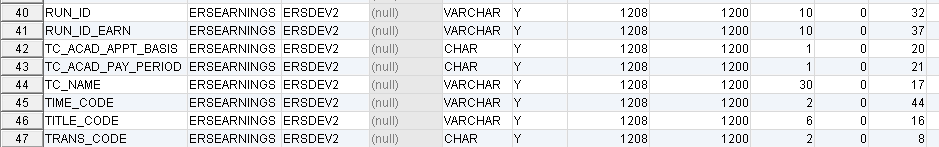 40 RUN_ID ERSEARNINGS ERSDEV2 (null) VARCHAR Y 1208 1200 10 0 32
41 RUN_ID_EARN ERSEARNINGS ERSDEV2 (null) VARCHAR Y 1208 1200 10 0 37
42 TC_ACAD_APPT_BASIS ERSEARNINGS ERSDEV2 (null) CHAR Y 1208 1200 1 0 20
43 TC_ACAD_PAY_PERIOD ERSEARNINGS ERSDEV2 (null) CHAR Y 1208 1200 1 0 21
44 TC_NAME ERSEARNINGS ERSDEV2 (null) VARCHAR Y 1208 1200 30 0 17
45 TIME_CODE ERSEARNINGS ERSDEV2 (null) VARCHAR Y 1208 1200 2 0 44
46 TITLE_CODE ERSEARNINGS ERSDEV2 (null) VARCHAR Y 1208 1200 6 0 16
47 TRANS_CODE ERSEARNINGS ERSDEV2 (null) CHAR Y 1208 1200 2 0 8